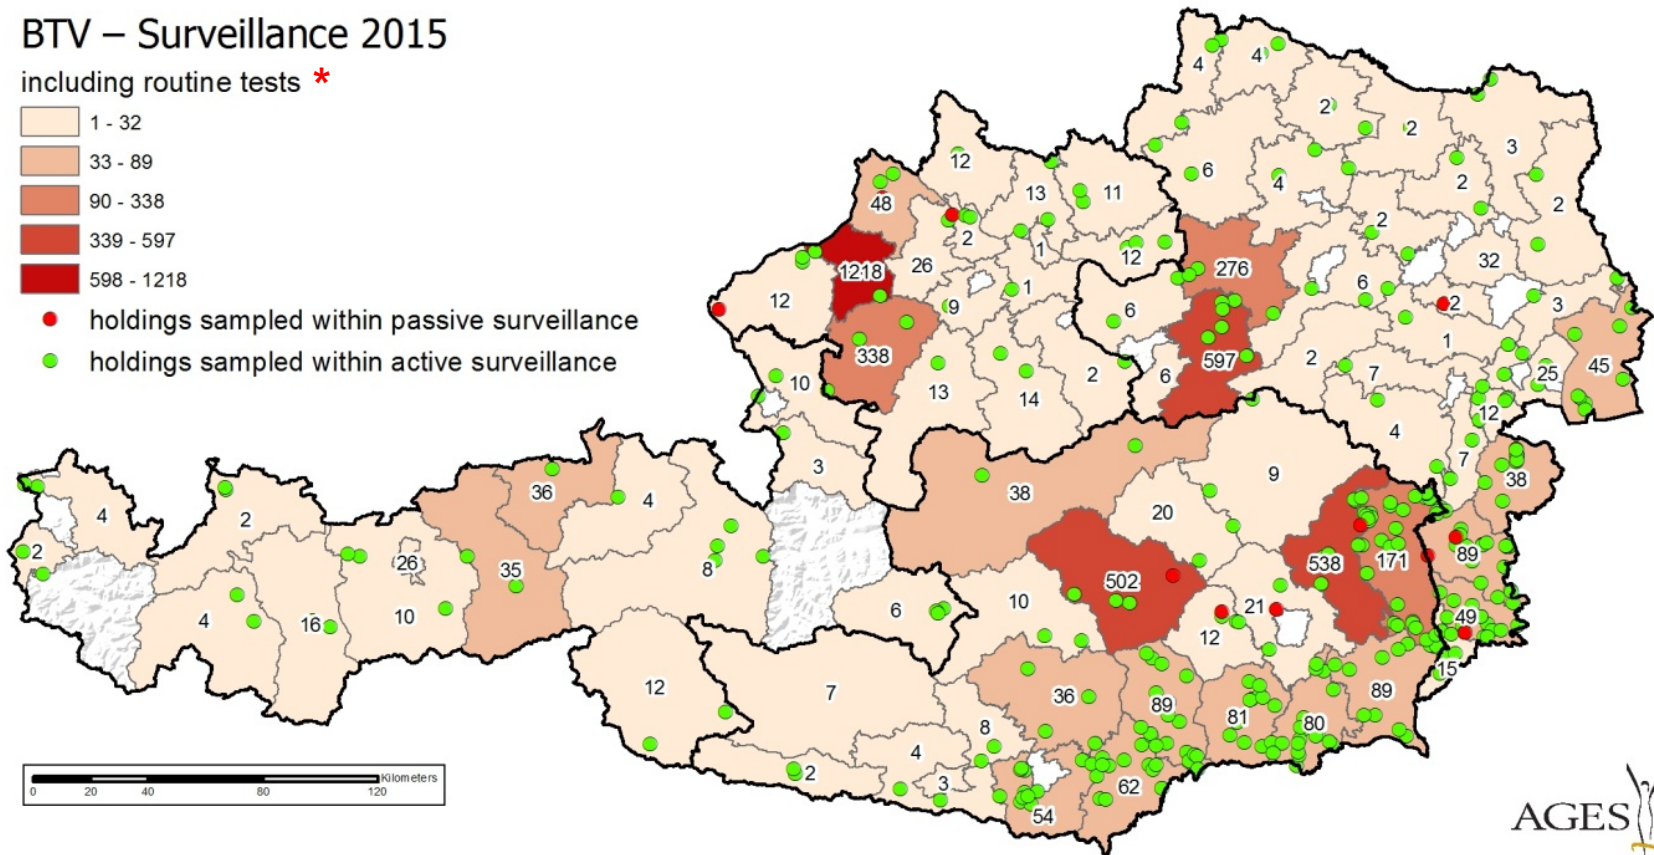 BTV – Surveillance 2015
including routine tests *
1 - 32
33 - 89
90 - 338
339 - 597
598 - 1218
holdings sampled within passive surveillance
holdings sampled within active surveillance
4 4
2 2 3
12 6 4 2 2
13 11
48 2
2 1 12
1218 26 276 32
12 9 1 6 6 2 3
338 597 2 1 45
10 13 14 2 6 7 25
12
4
3 7
36 4 38 9 38
4 2 20
2 26 35 8 502 538 171 89
4 16 10 6 10 12 21 49
15
12 7 36 89 81 80 89
8
4
2 3 62
54
Kilometers
0 20 40 80 120
AGES